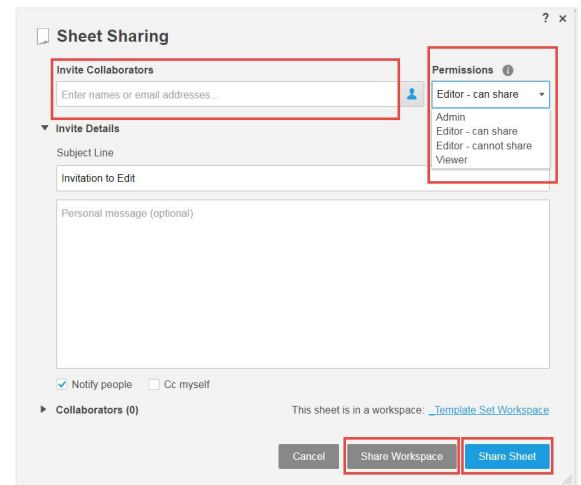 ? ×
Sheet Sharing
Invite Collaborators
Permissions i
Enter names or email addresses...
Editor - can share
Admin
Editor - can share
Editor - cannot share
Viewer
Invite Details
Subject Line
Invitation to Edit
Personal message (optional)
Notify people Cc myself
Collaborators (0) This sheet is in a workspace: _Template Set Workspace
Cancel Share Workspace Share Sheet